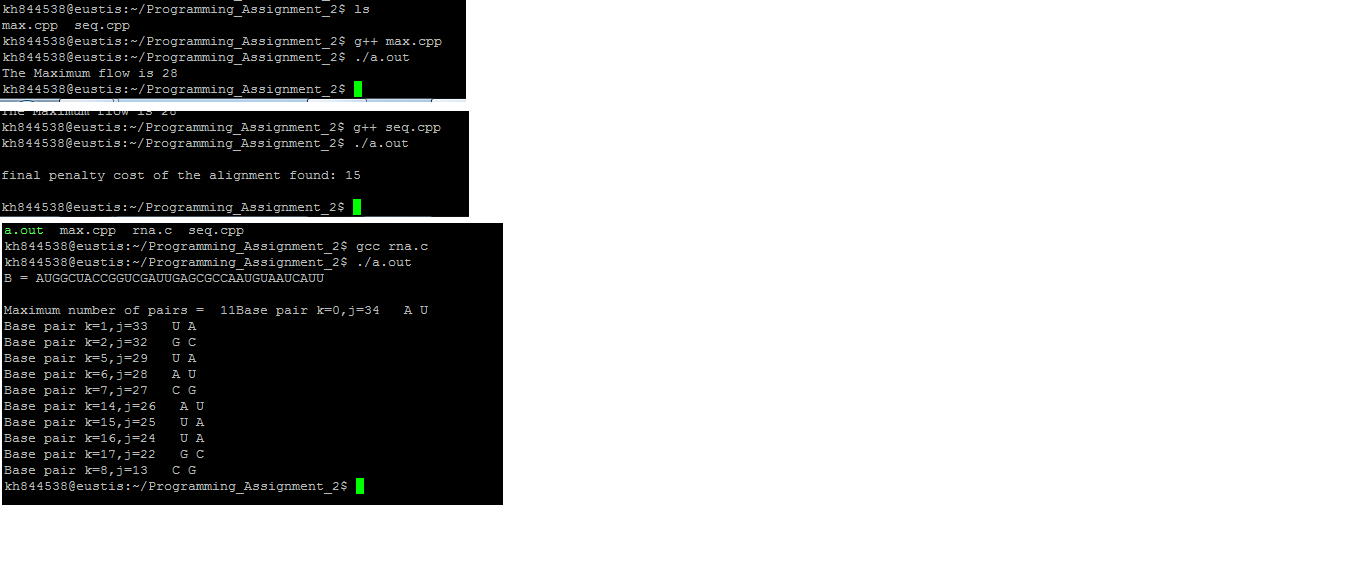 kh844538@eustis:~/Programming_Assignment_2$ ls
max.cpp  seq.cpp
kh844538@eustis:~/Programming_Assignment_2$ g++ max.cpp
kh844538@eustis:~/Programming_Assignment_2$ ./a.out
The Maximum flow is 28
kh844538@eustis:~/Programming_Assignment_2$
The Maximum flow is 28
kh844538@eustis:~/Programming_Assignment_2$ g++ seq.cpp
kh844538@eustis:~/Programming_Assignment_2$ ./a.out
final penalty cost of the alignment found: 15
kh844538@eustis:~/Programming_Assignment_2$
a.out  max.cpp  rna.c  seq.cpp
kh844538@eustis:~/Programming_Assignment_2$ gcc rna.c
kh844538@eustis:~/Programming_Assignment_2$ ./a.out
B = AUGGCUACCGGUCGAUUGAGCGCCAAUGUAAUCAUU
Maximum number of pairs =  11Base pair k=0,j=34   A U
Base pair k=1,j=33   U A
Base pair k=2,j=32   G C
Base pair k=5,j=29   U A
Base pair k=6,j=28   A U
Base pair k=7,j=27   C G
Base pair k=14,j=26   A U
Base pair k=15,j=25   U A
Base pair k=16,j=24   U A
Base pair k=17,j=22   G C
Base pair k=8,j=13   C G
kh844538@eustis:~/Programming_Assignment_2$